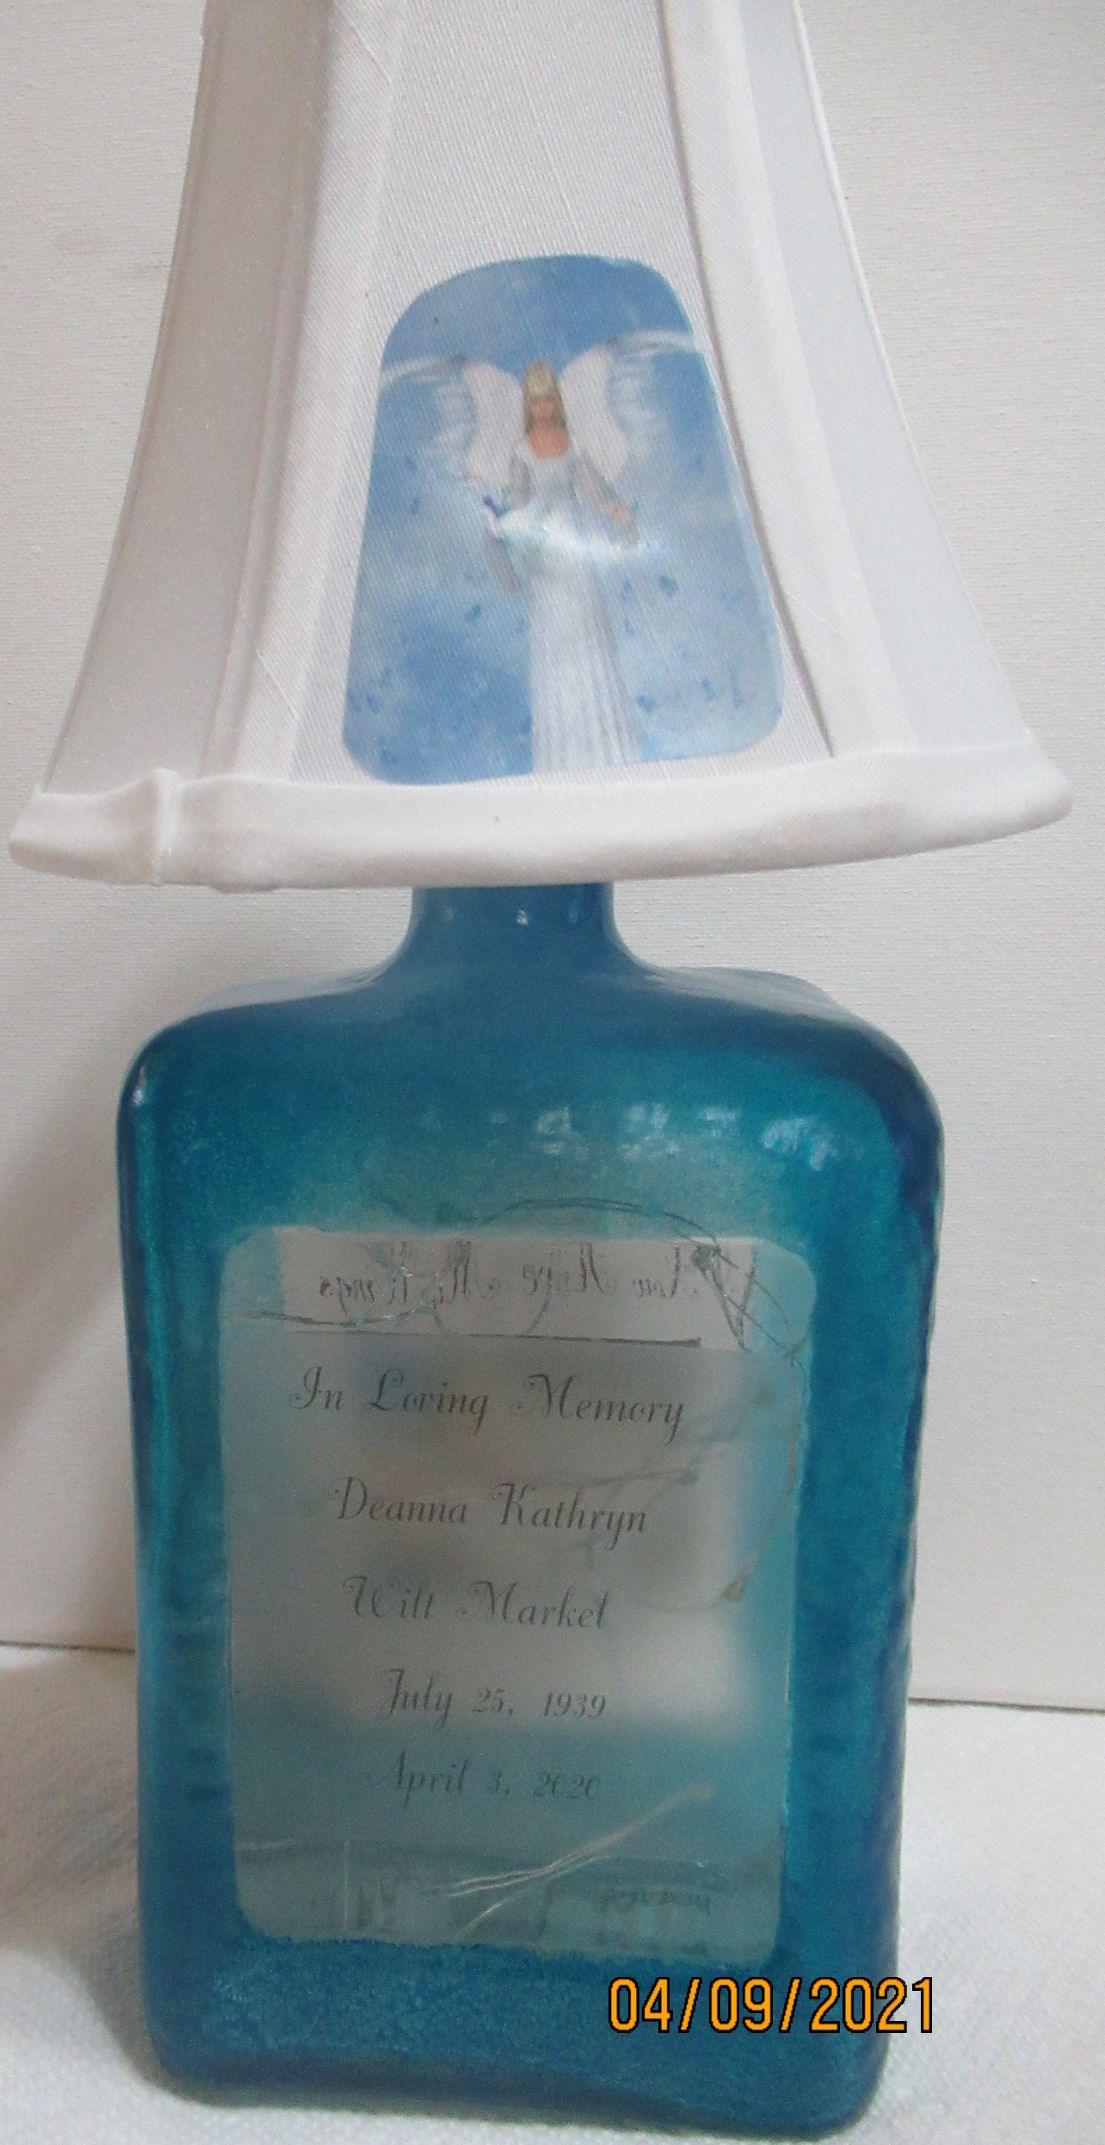 In Loving Memory
Deanna Kathryn
Wilt Market
July 25, 1939
April 3, 2020
04/09/2021